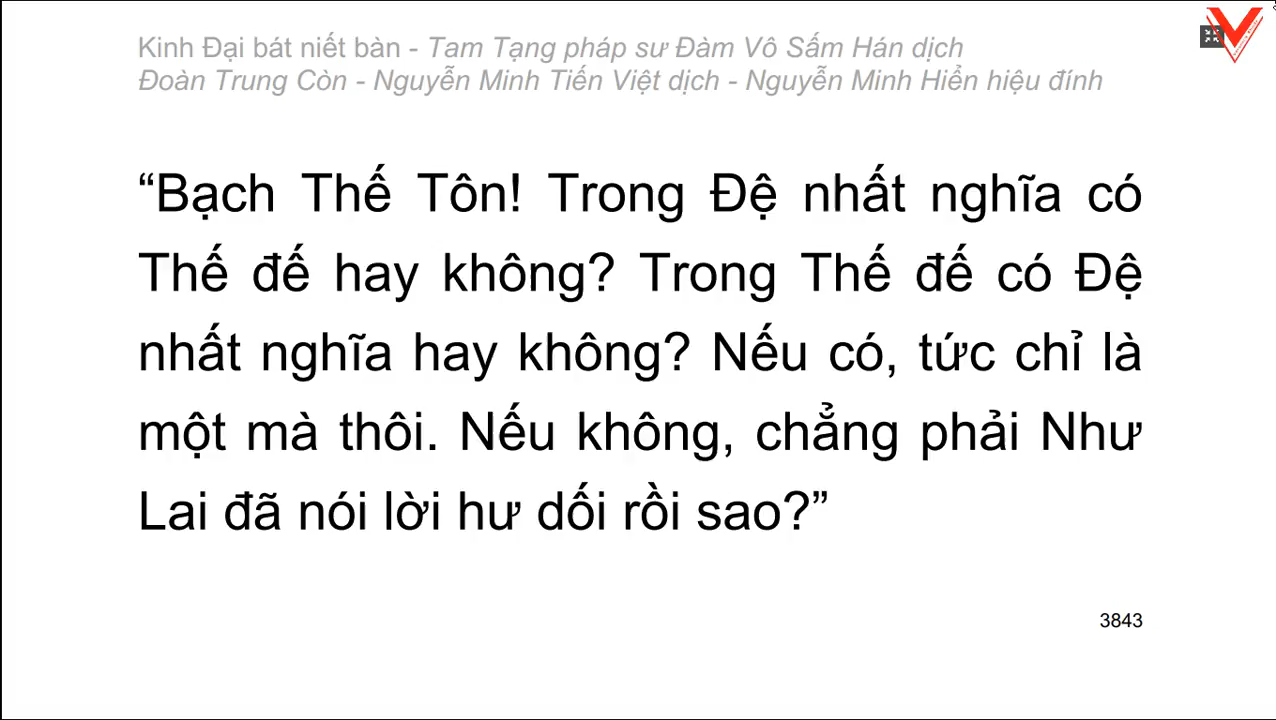 Kinh Đại bát niết bàn - Tam Tạng pháp sư Đàm Vô Sấm Hán dịch
Đoàn Trung Còn - Nguyễn Minh Tiến Việt dịch - Nguyễn Minh Hiển hiệu đính
“Bạch Thế Tôn! Trong Đệ nhất nghĩa có
Thế đế hay không? Trong Thế đế có Đệ
nhất nghĩa hay không? Nếu có, tức chỉ là
một mà thôi. Nếu không, chẳng phải Như
Lai đã nói lời hư dối rồi sao?”
3843